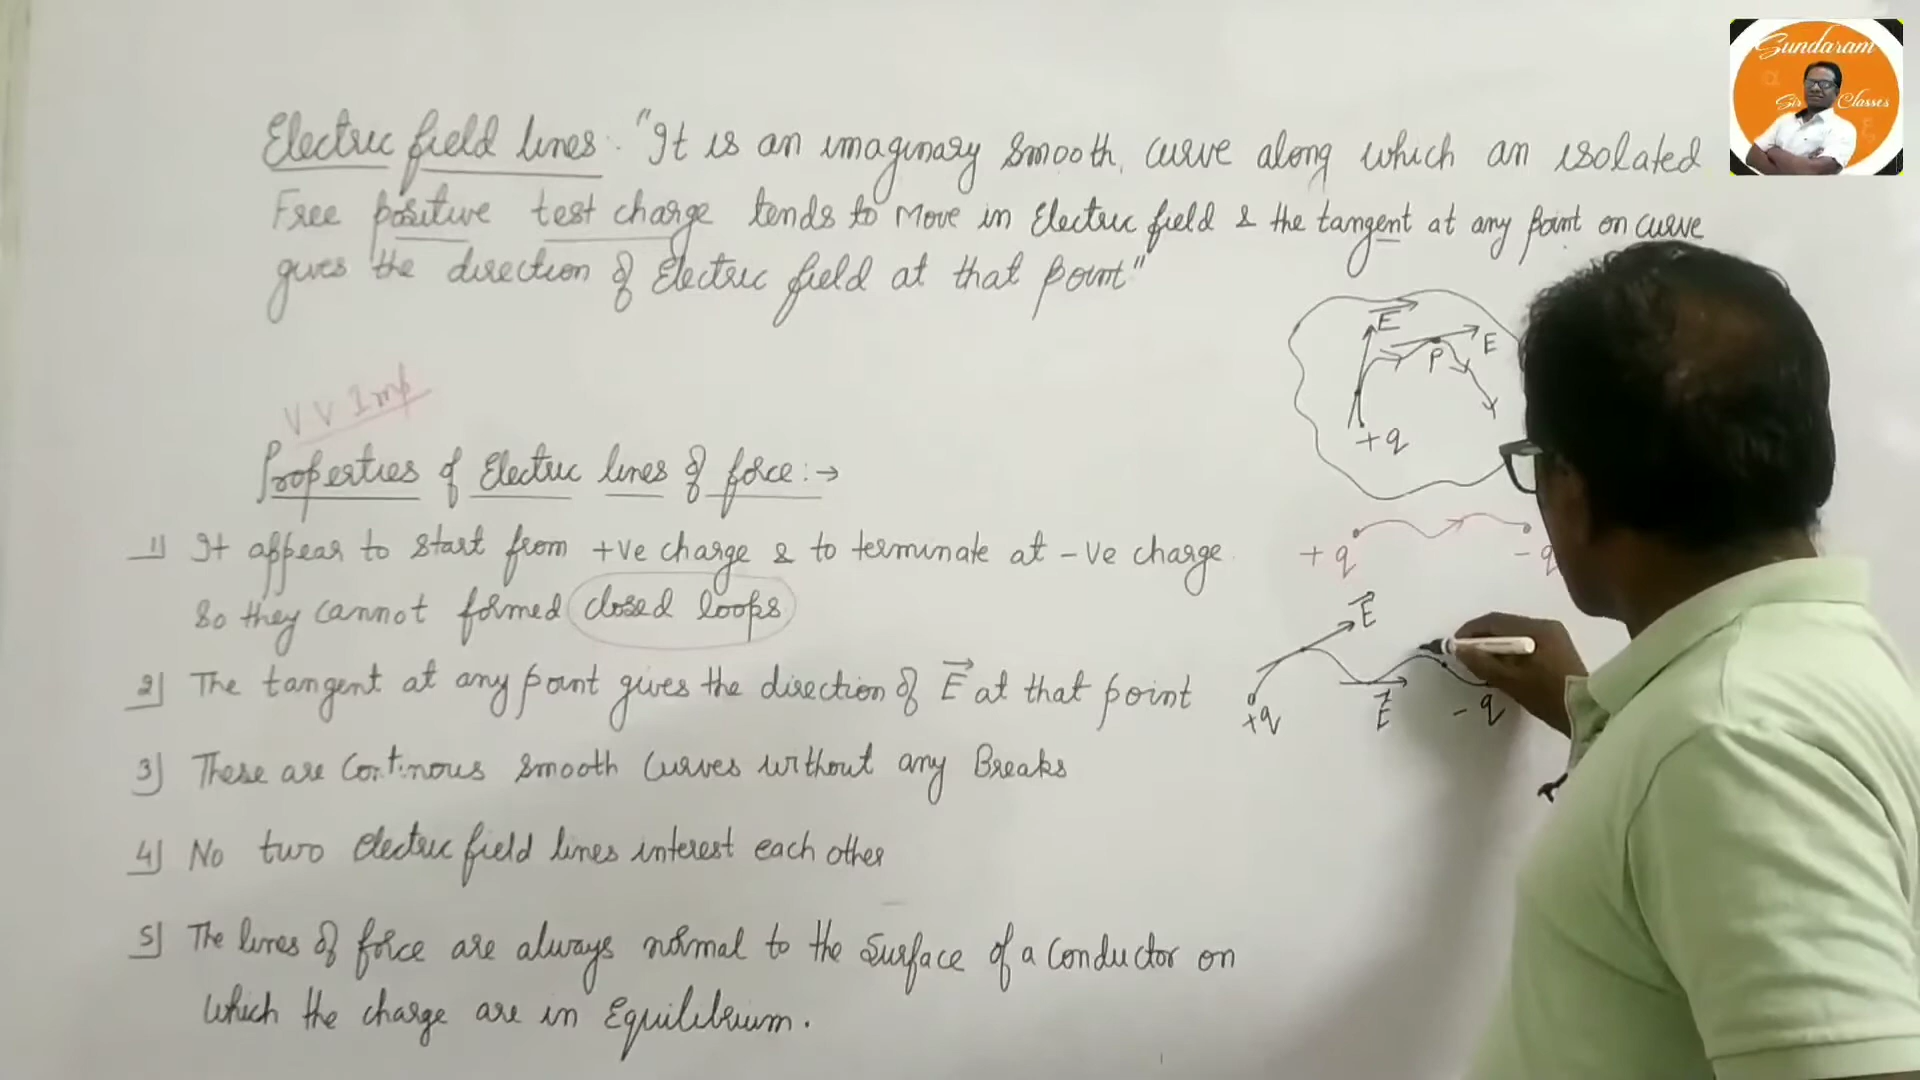 Sundaram
Sir Classes
Electric field lines : "It is an imaginary smooth curve along which an isolated
Free positive test charge tends to move in Electric field & the tangent at any point on curve
gives the direction of Electric field at that point"
E
E
P
+q
V V Imp
Properties of Electric lines of force :→
1) It appear to start from +ve charge & to terminate at -ve charge
So they cannot formed closed loops
+q -q
E
2) The tangent at any point gives the direction of E at that point
+q E -q
3) These are Continous smooth Curves without any Breaks
4) No two electric field lines interest each other
5) The lines of force are always normal to the Surface of a Conductor on
which the charge are in Equilibrium.